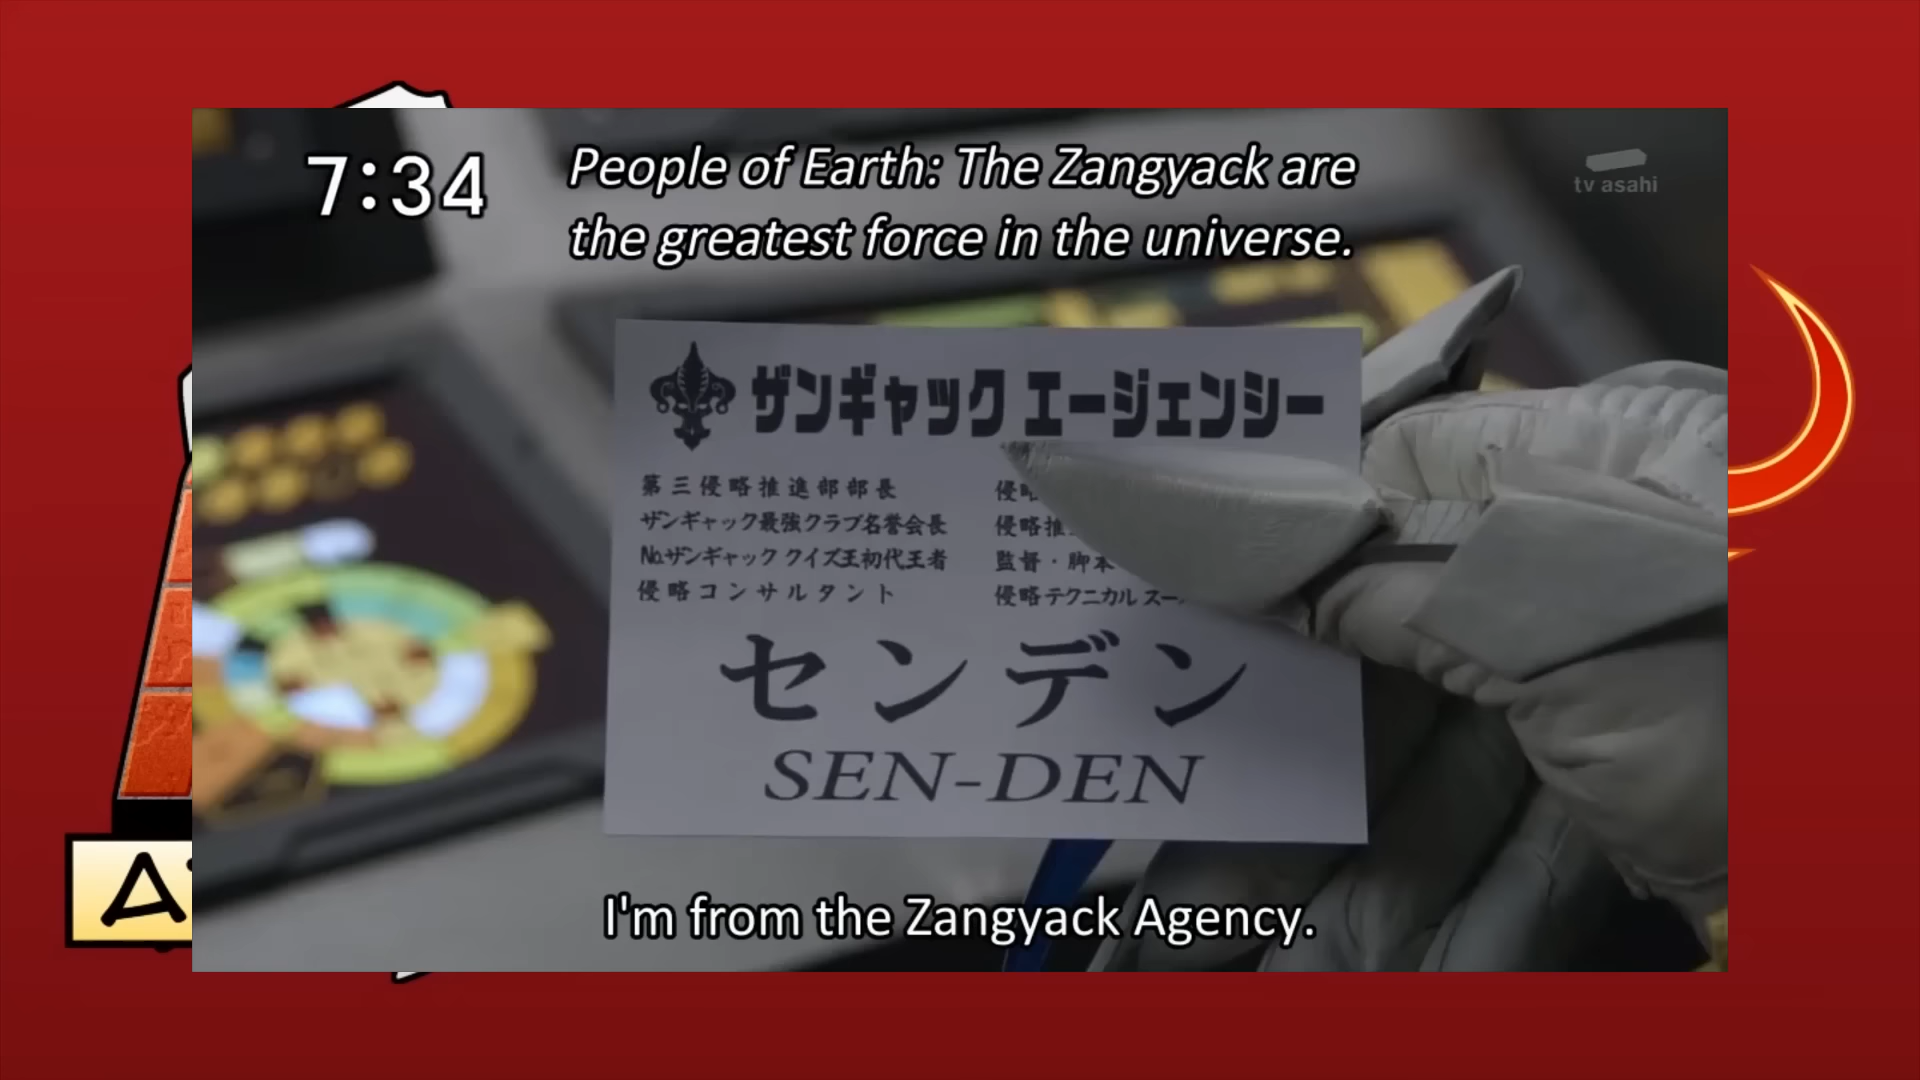 7:34
People of Earth: The Zangyack are
the greatest force in the universe.
tv asahi
ザンギャック エージェンシー
第三侵略推進部部長
ザンギャック最強クラブ名誉会長
No.ザンギャック クイズ王初代王者
侵略コンサルタント
侵略
侵略推
監督・脚本
侵略テクニカル スー
センデン
SEN-DEN
I'm from the Zangyack Agency.
A